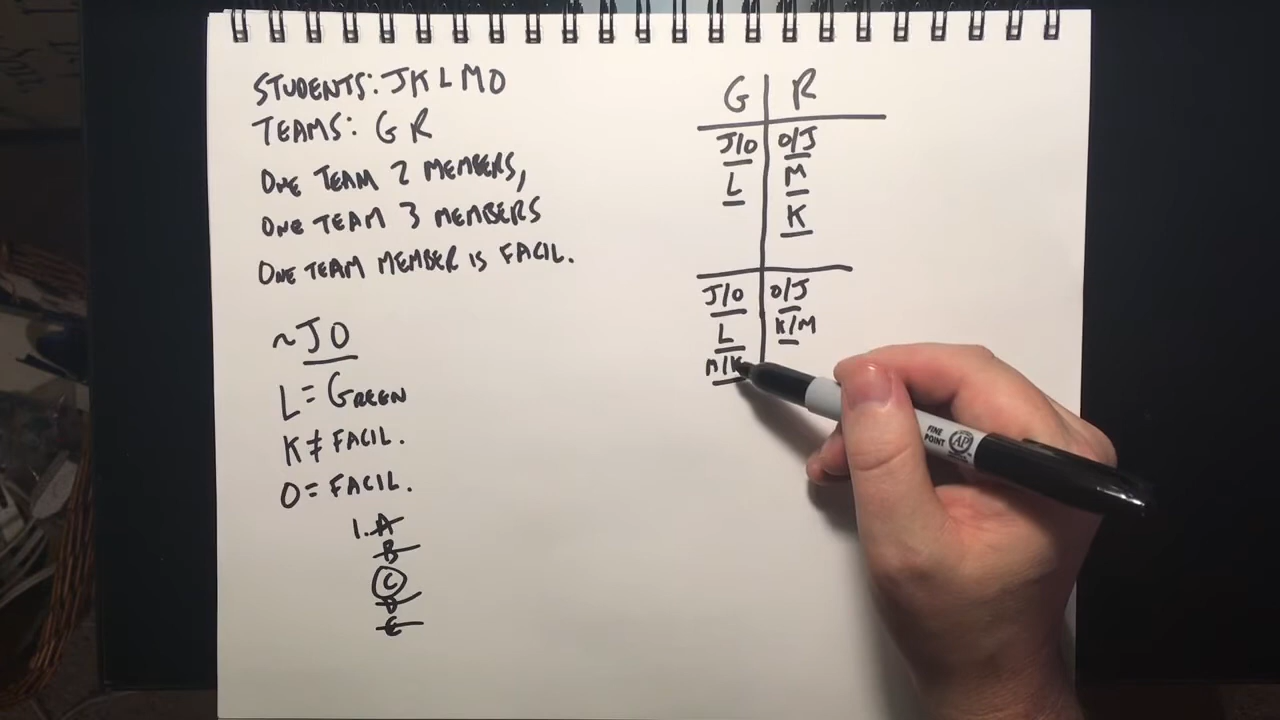 STUDENTS: JKLMO
TEAMS: G R
ONE TEAM 2 MEMBERS,
ONE TEAM 3 MEMBERS
ONE TEAM MEMBER IS FACIL.
~JO
L = GREEN
K ≠ FACIL.
O = FACIL.
1. A
B
C
D
E
G R
J/O O/J
L M
K
J/O O/J
L K/M
M/K
FINE POINT AP